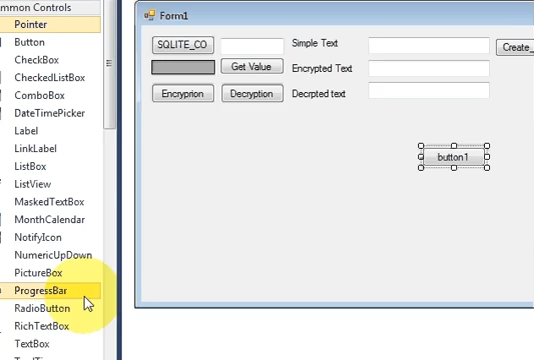 ommon Controls
Pointer
Button
CheckBox
CheckedListBox
ComboBox
DateTimePicker
Label
LinkLabel
ListBox
ListView
MaskedTextBox
MonthCalendar
NotifyIcon
NumericUpDown
PictureBox
ProgressBar
RadioButton
RichTextBox
TextBox
Form1
SQLITE_CO
Simple Text
Create_
Get Value
Encrypted Text
Encryprion
Decryption
Decrpted text
button1